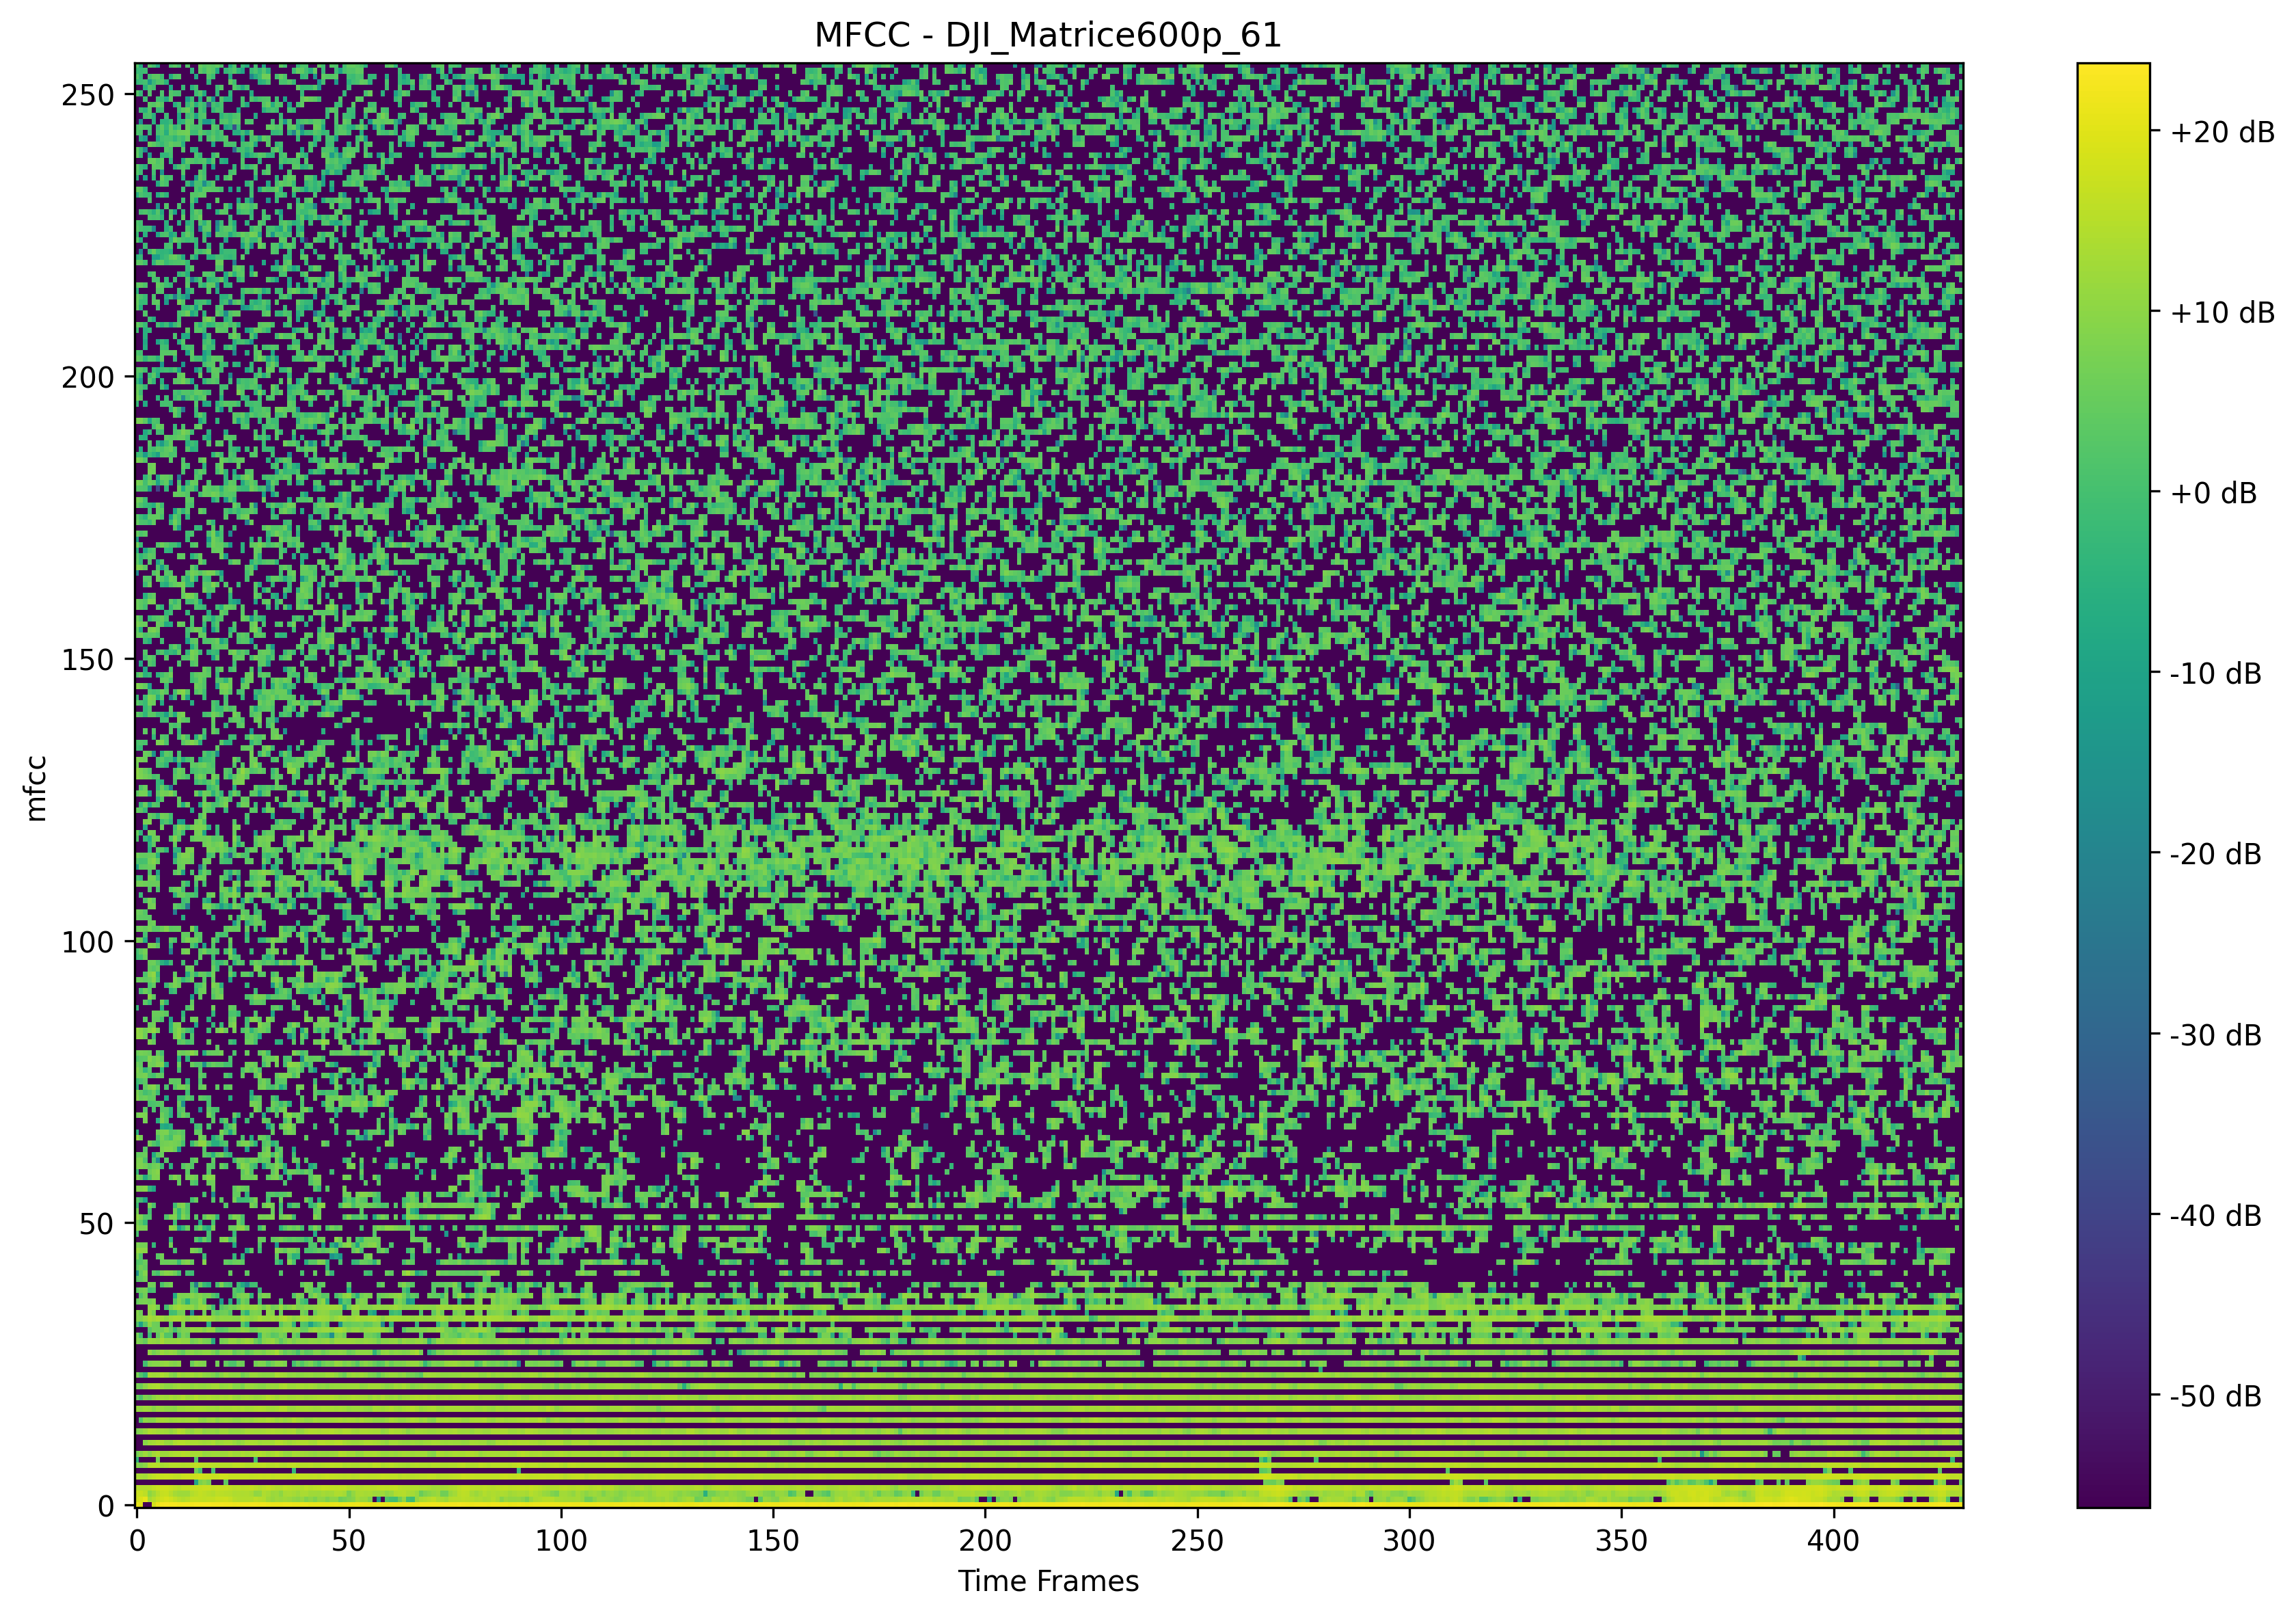 MFCC - DJI_Matrice600p_61
250
200
150
100
50
0
mfcc
0 50 100 150 200 250 300 350 400
Time Frames
+20 dB
+10 dB
+0 dB
-10 dB
-20 dB
-30 dB
-40 dB
-50 dB